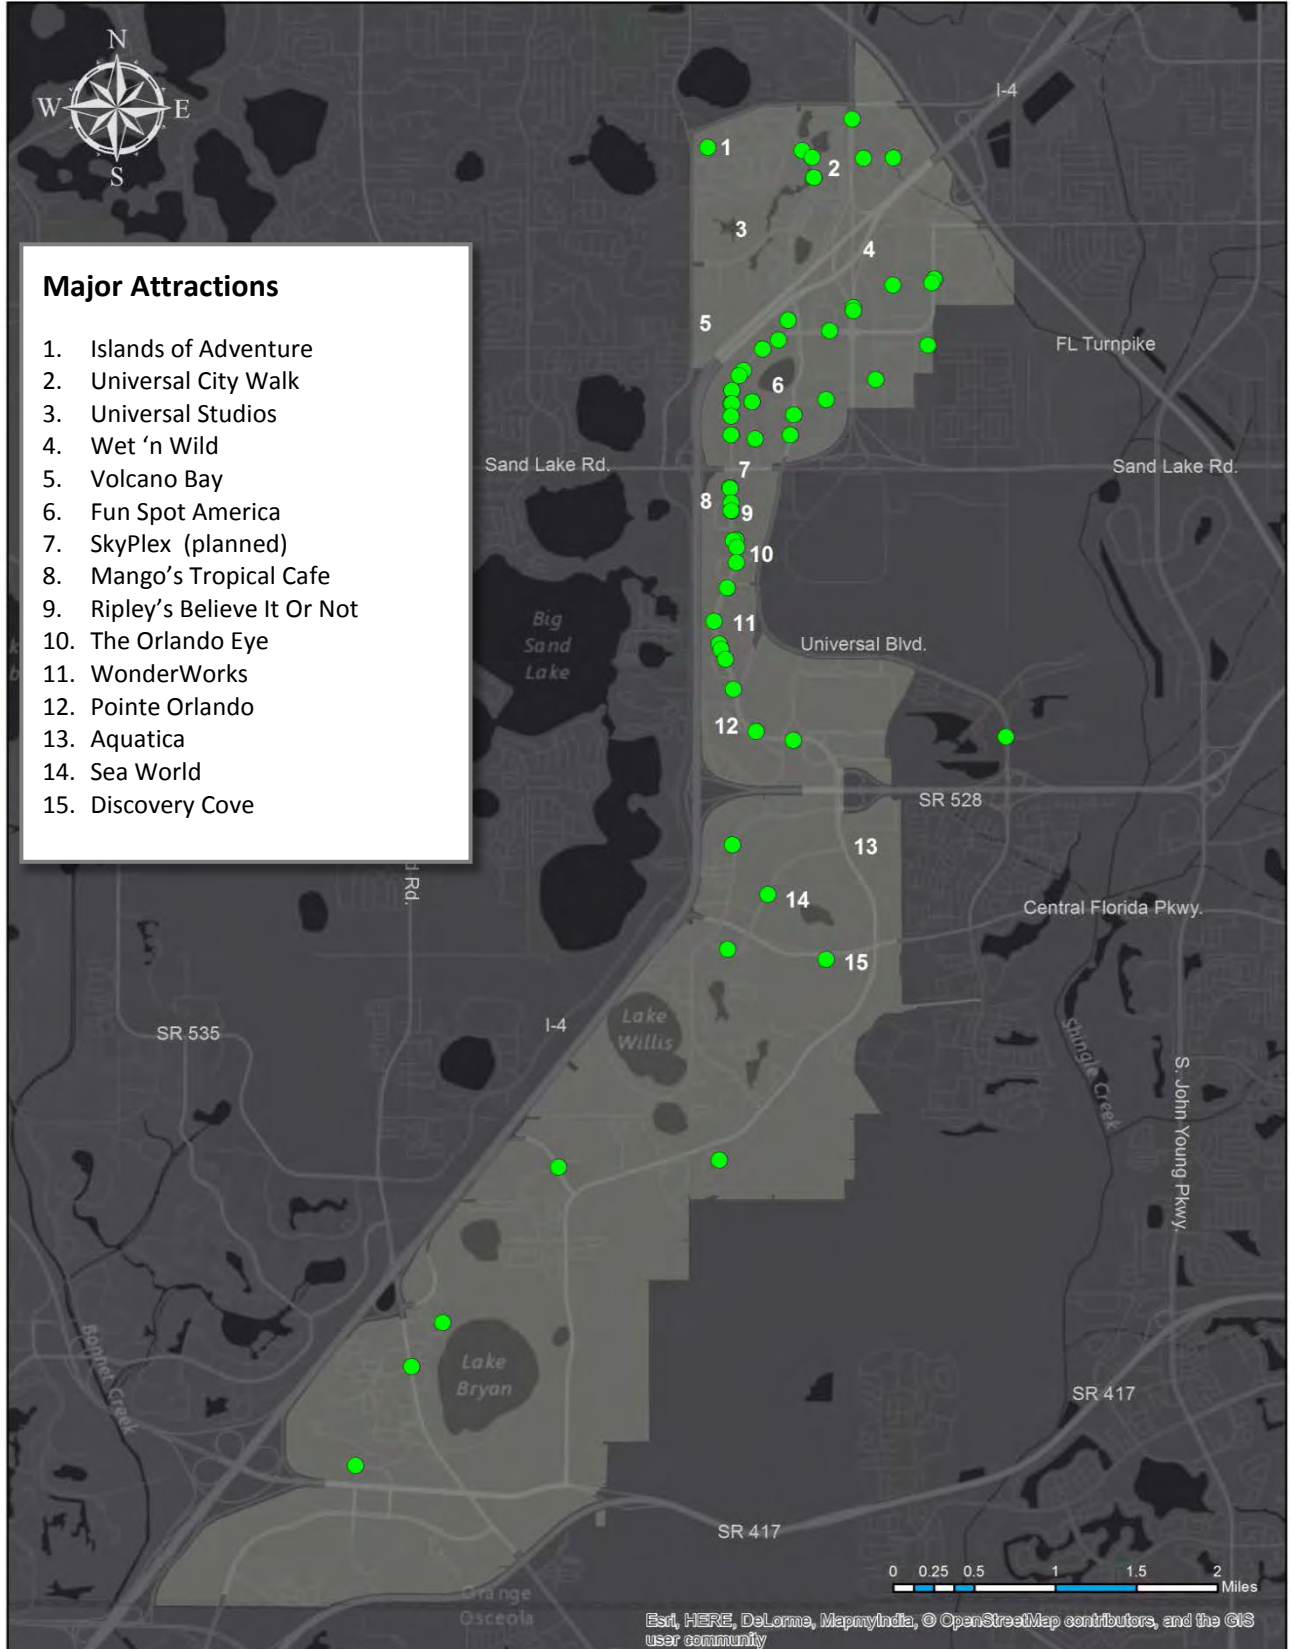 N
W E
S
I-4
1
2
3
4
Major Attractions
1. Islands of Adventure
2. Universal City Walk
3. Universal Studios
4. Wet ‘n Wild
5. Volcano Bay
6. Fun Spot America
7. SkyPlex (planned)
8. Mango’s Tropical Cafe
9. Ripley’s Believe It Or Not
10. The Orlando Eye
11. WonderWorks
12. Pointe Orlando
13. Aquatica
14. Sea World
15. Discovery Cove
5
FL Turnpike
6
Sand Lake Rd.
7
Sand Lake Rd.
8
9
10
Big
Sand
Lake
11
Universal Blvd.
12
SR 528
13
d Rd.
14
Central Florida Pkwy.
15
Lake
Willis
I-4
SR 535
Shingle Creek
S. John Young Pkwy.
Bonnet Creek
Lake
Bryan
SR 417
SR 417
0 0.25 0.5 1 1.5 2
Miles
Orange
Osceola
Esri, HERE, DeLorme, MapmyIndia, © OpenStreetMap contributors, and the GIS
user community